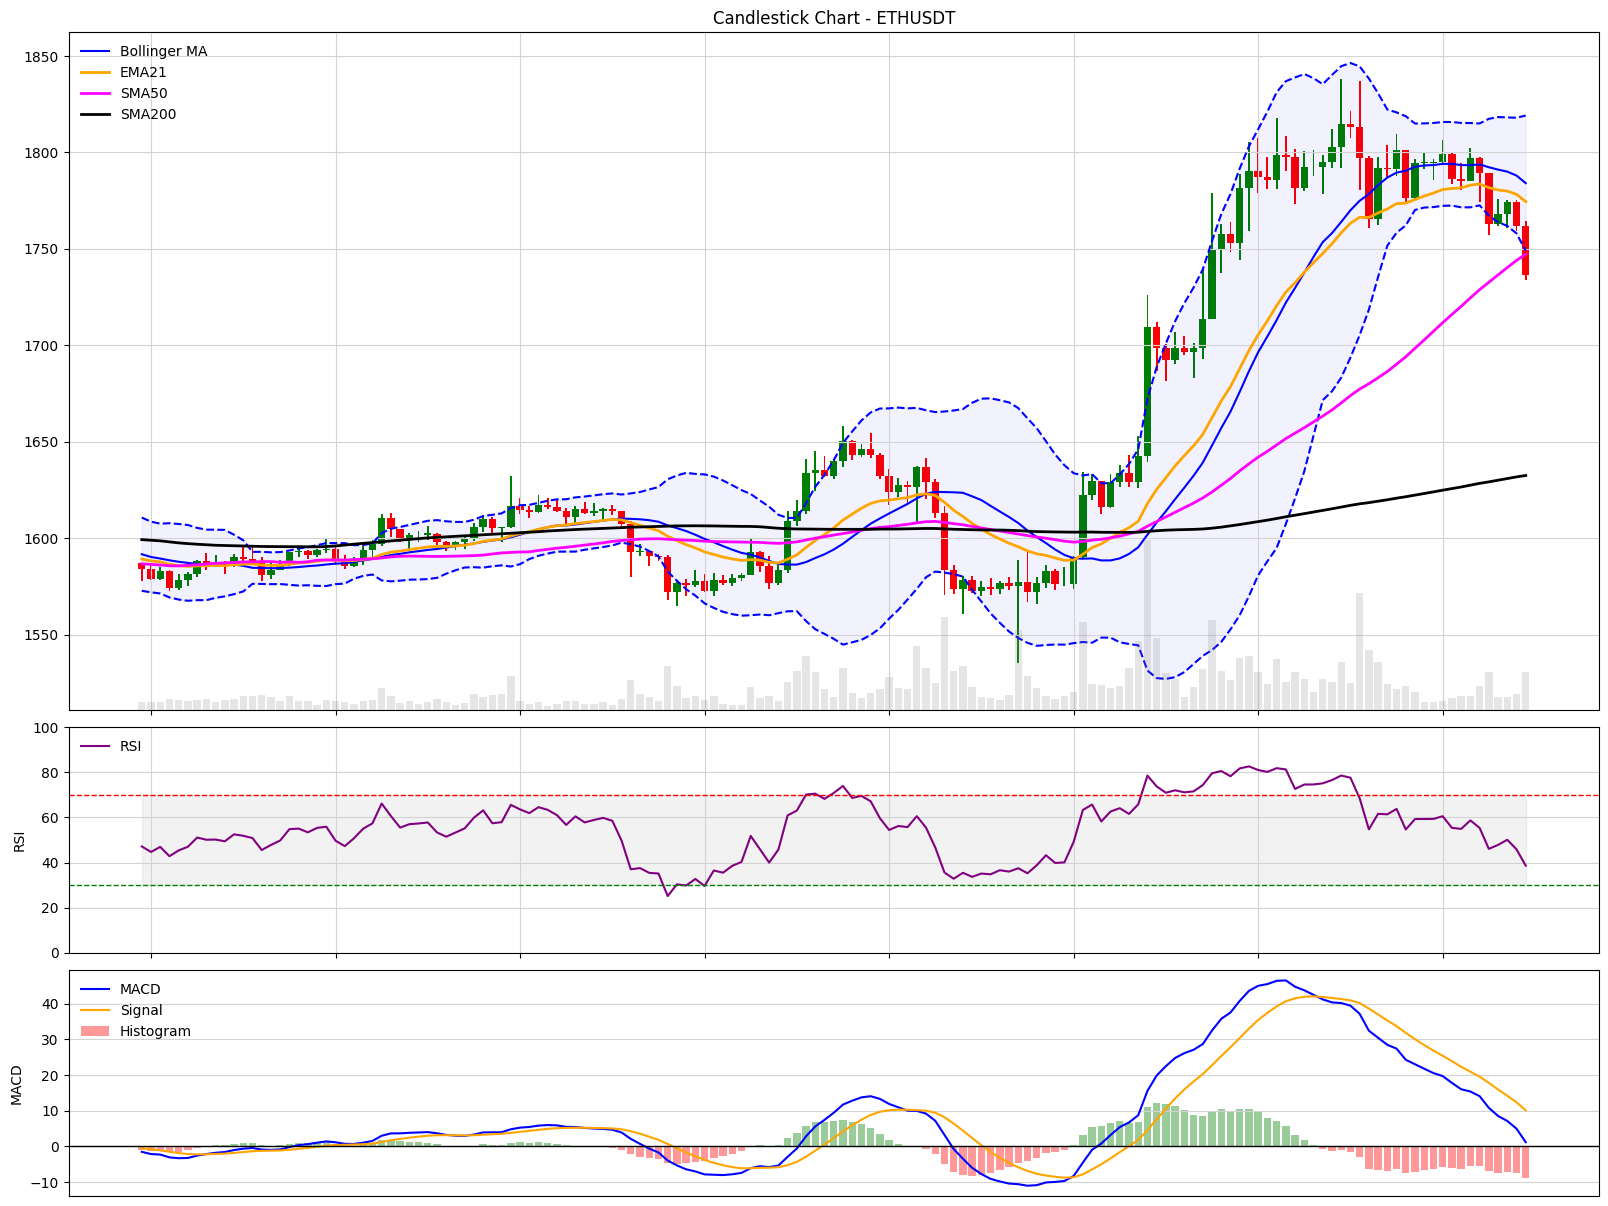 Candlestick Chart - ETHUSDT
Bollinger MA
EMA21
SMA50
SMA200
1850
1800
1750
1700
1650
1600
1550
RSI
RSI
100
80
60
40
20
0
MACD
Signal
Histogram
MACD
40
30
20
10
0
−10